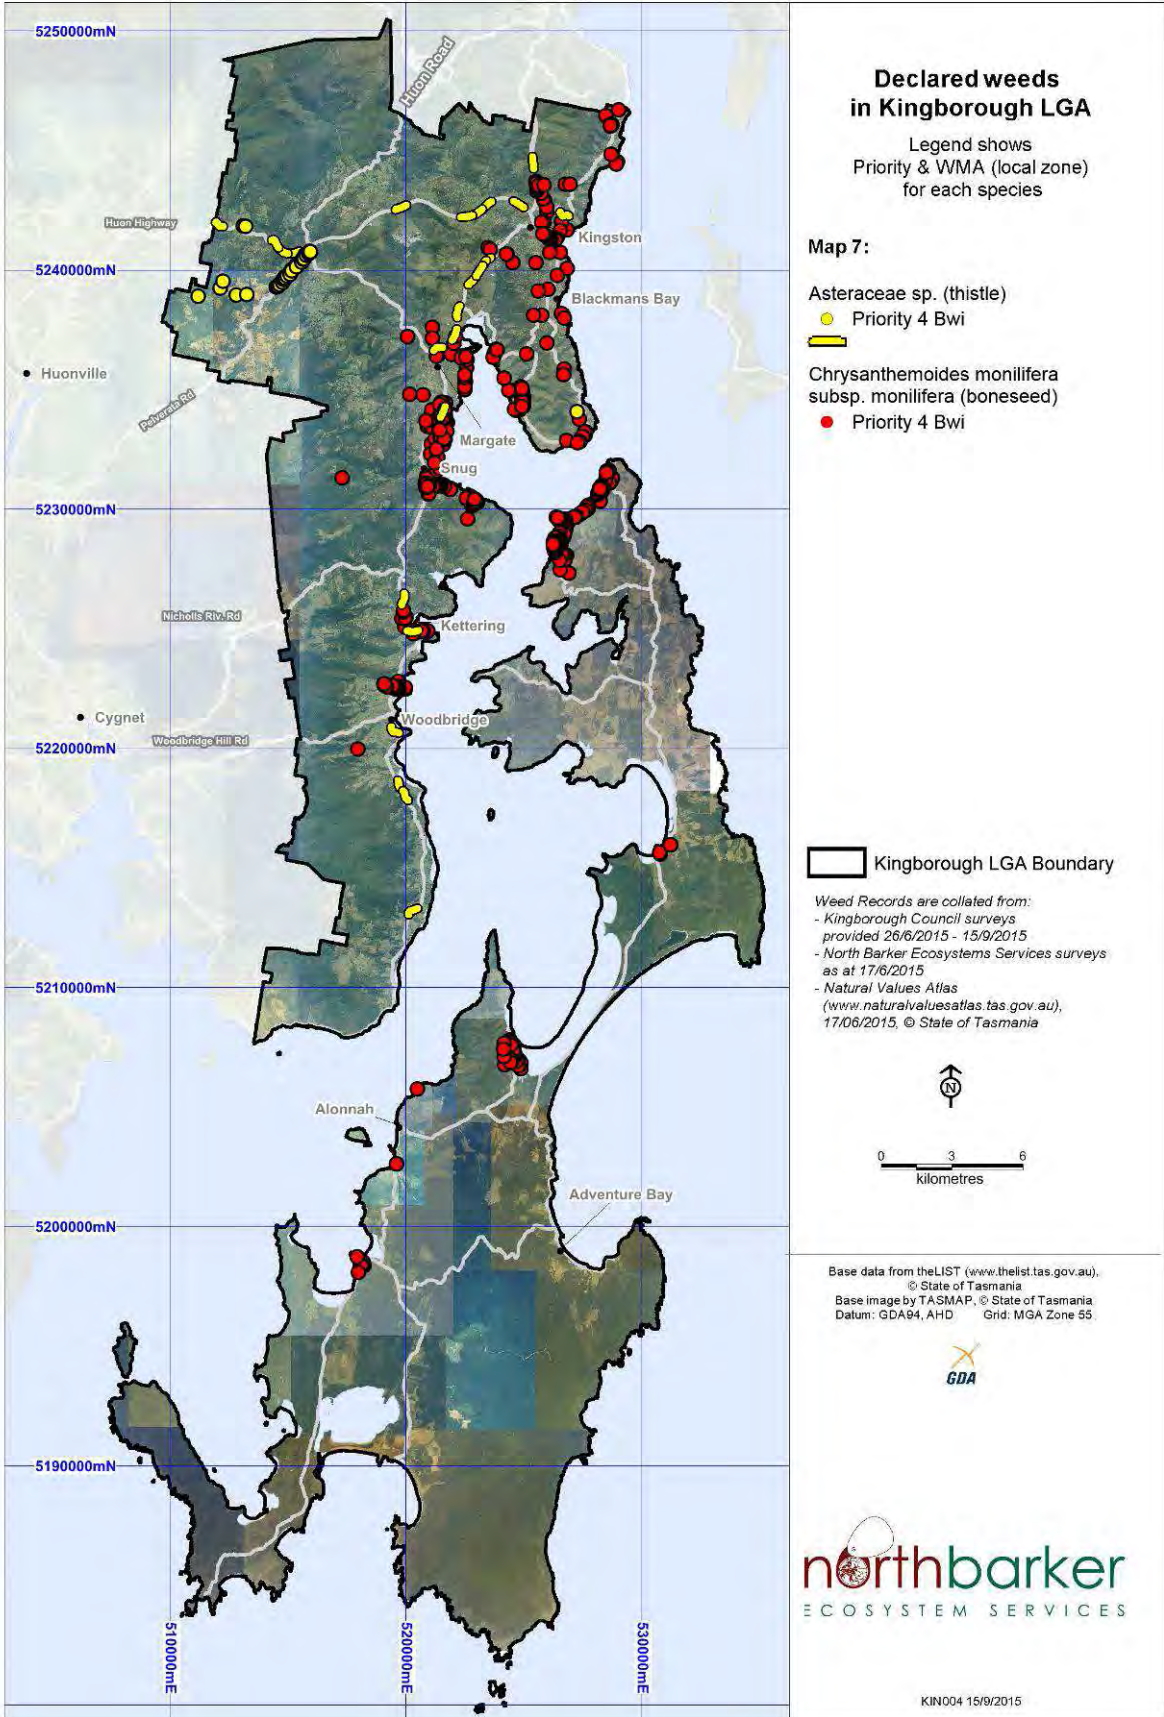 5250000mN
Huon Road
Huon Highway
Kingston
5240000mN
Blackmans Bay
Huonville
Pelverata Rd
Margate
Snug
5230000mN
Nicholls Riv. Rd
Kettering
Cygnet
Woodbridge
Woodbridge Hill Rd
5220000mN
5210000mN
Alonnah
Adventure Bay
5200000mN
5190000mN
510000mE
520000mE
530000mE
Declared weeds
in Kingborough LGA
Legend shows
Priority & WMA (local zone)
for each species
Map 7:
Asteraceae sp. (thistle)
Priority 4 Bwi
Chrysanthemoides monilifera
subsp. monilifera (boneseed)
Priority 4 Bwi
Kingborough LGA Boundary
Weed Records are collated from:
- Kingborough Council surveys
provided 26/6/2015 - 15/9/2015
- North Barker Ecosystems Services surveys
as at 17/6/2015
- Natural Values Atlas
(www.naturalvaluesatlas.tas.gov.au),
17/06/2015, © State of Tasmania
N
0 3 6
kilometres
Base data from theLIST (www.thelist.tas.gov.au),
© State of Tasmania
Base image by TASMAP, © State of Tasmania
Datum: GDA94, AHD Grid: MGA Zone 55
GDA
northbarker
ECOSYSTEM SERVICES
KIN004 15/9/2015